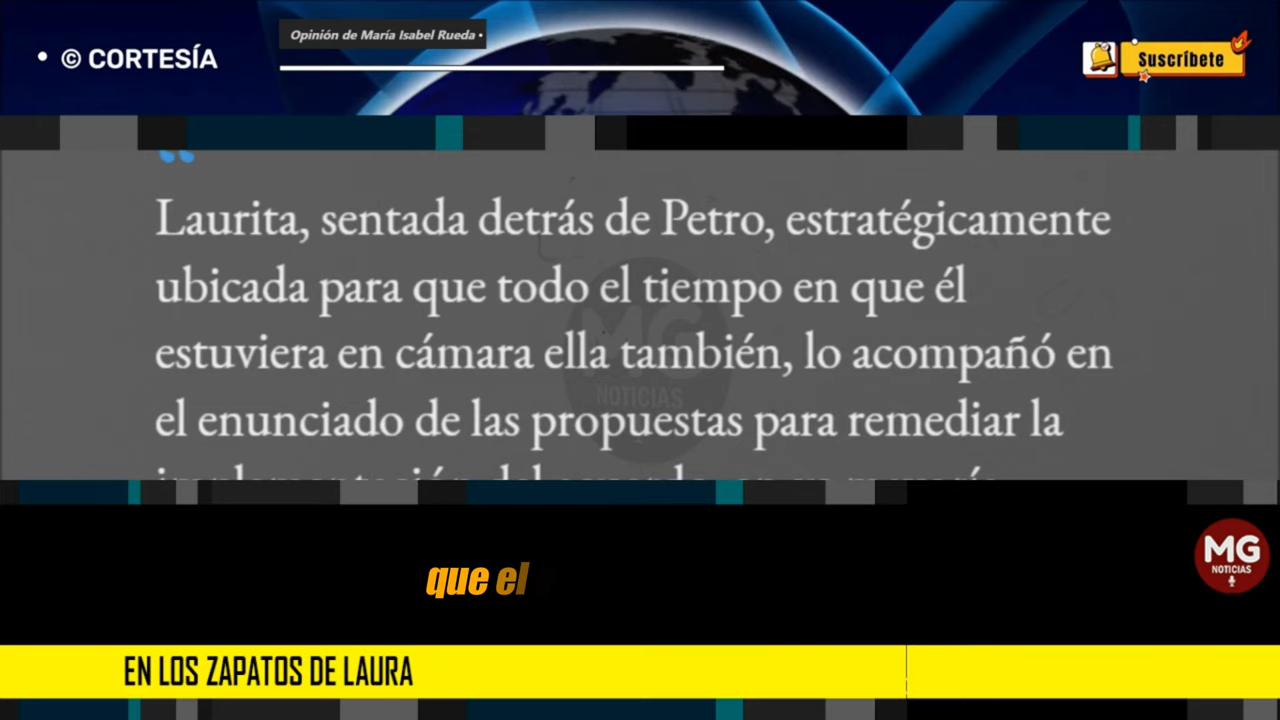 • © CORTESÍA
Opinión de María Isabel Rueda •
Suscríbete
“
Laurita, sentada detrás de Petro, estratégicamente
ubicada para que todo el tiempo en que él
estuviera en cámara ella también, lo acompañó en
el enunciado de las propuestas para remediar la
MG
NOTICIAS
que el
MG
NOTICIAS
EN LOS ZAPATOS DE LAURA